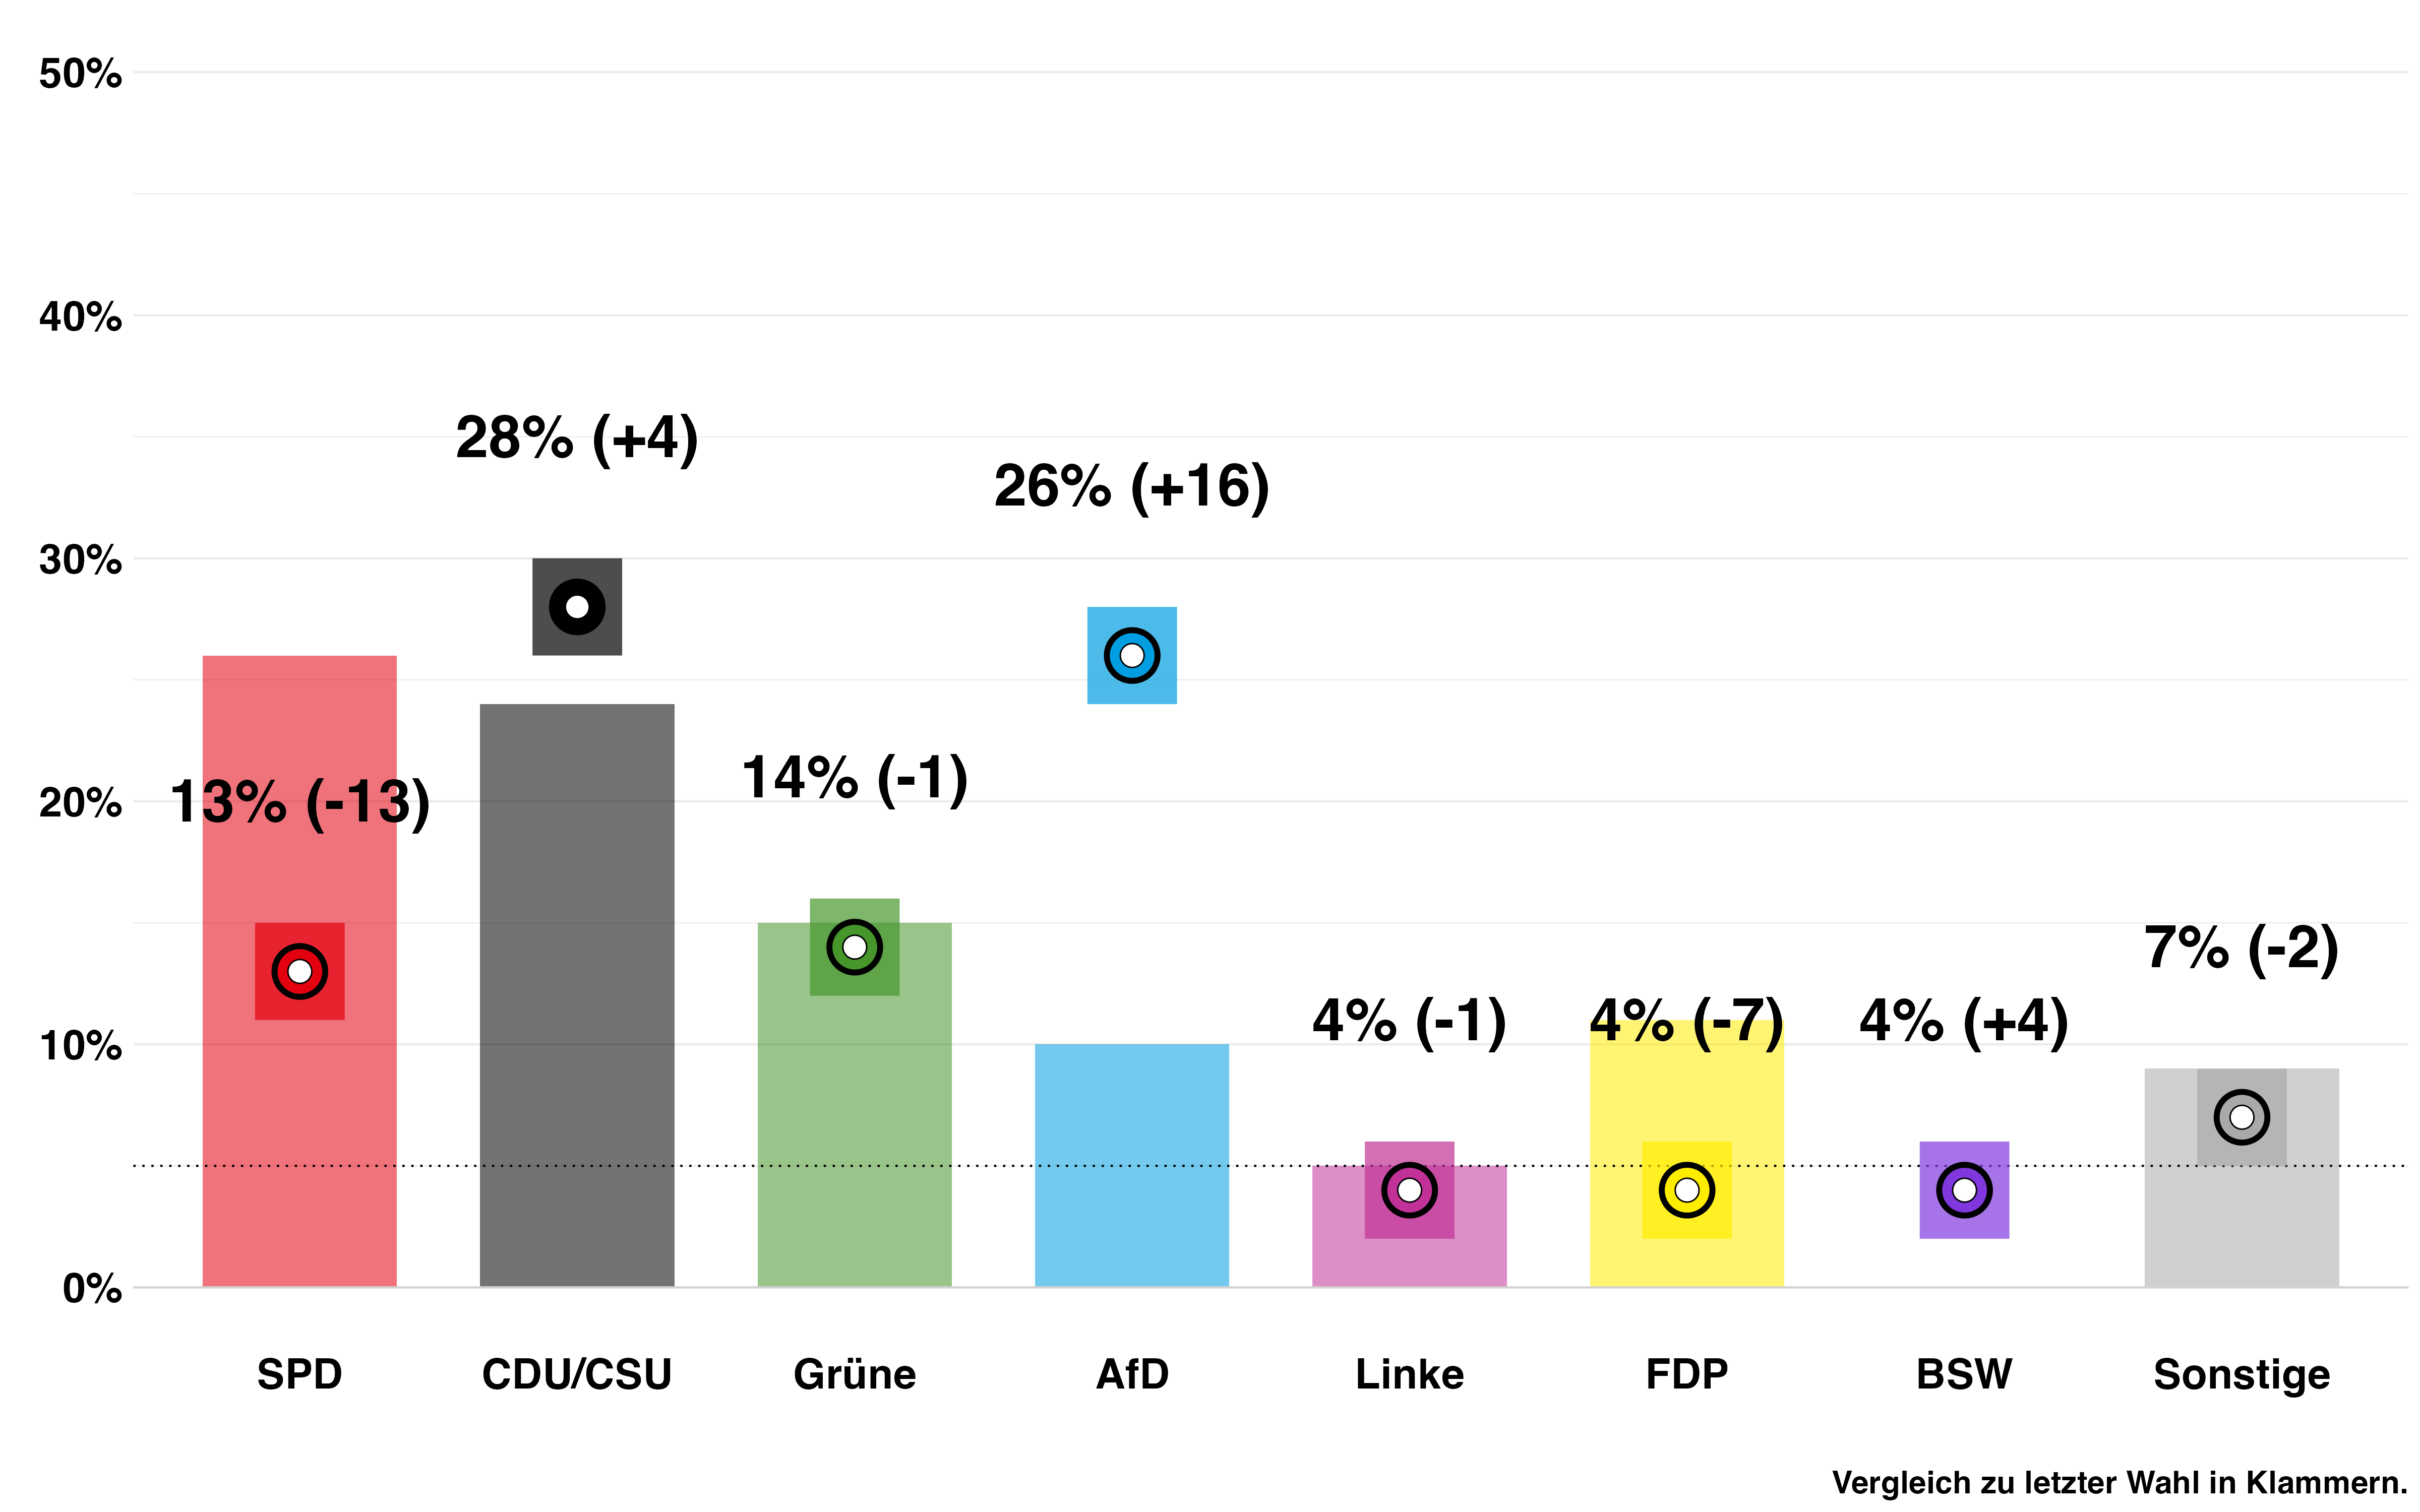 50%
40%
30%
20%
10%
0%
28% (+4)
26% (+16)
13% (-13)
14% (-1)
7% (-2)
4% (-1)
4% (-7)
4% (+4)
SPD
CDU/CSU
Grüne
AfD
Linke
FDP
BSW
Sonstige
Vergleich zu letzter Wahl in Klammern.